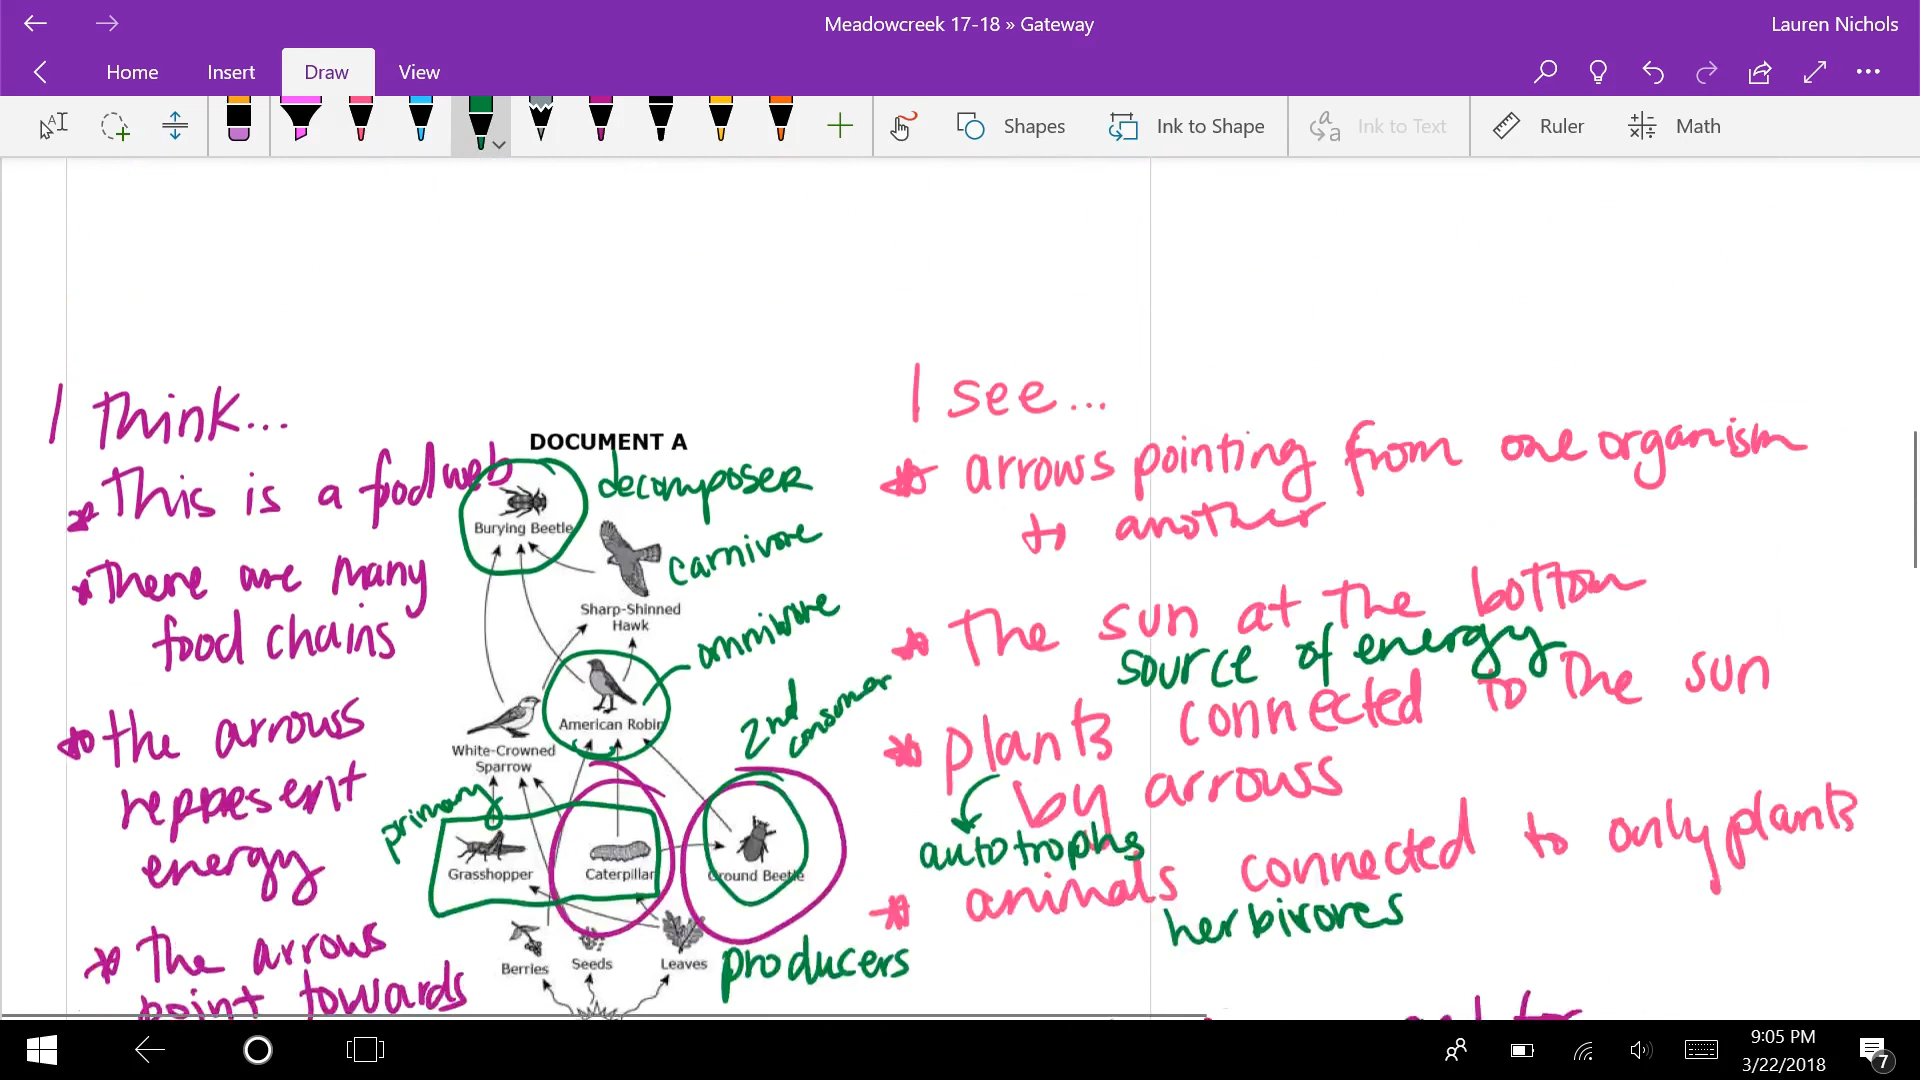 Meadowcreek 17-18 » Gateway
Lauren Nichols
Home Insert Draw View
Shapes Ink to Shape Ink to Text Ruler Math
I think...
* This is a food web
* There are many
food chains
* the arrows
represent
energy
* the arrows
point towards
DOCUMENT A
Burying Beetle
decomposer
carnivore
Sharp-Shinned
Hawk
omnivore
American Robin
White-Crowned
Sparrow
2nd
consumer
primary
Grasshopper
Caterpillar
Ground Beetle
Berries
Seeds
Leaves
producers
I see...
* arrows pointing from one organism
to another
* The sun at the bottom
source of energy
* plants connected to the sun
by arrows
autotrophs
* animals connected to only plants
herbivores
9:05 PM
3/22/2018
7